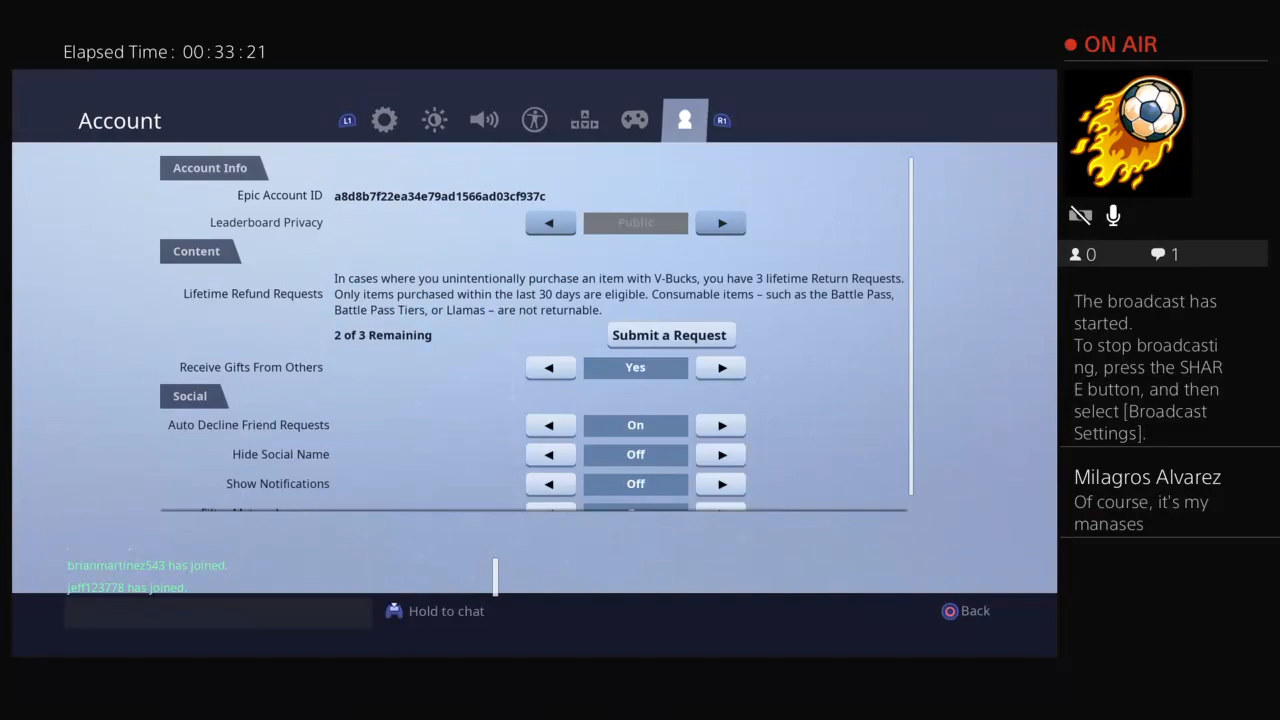 Elapsed Time: 00:33:21
ON AIR
Account
L1
R1
Account Info
Epic Account ID
a8d8b7f22ea34e79ad1566ad03cf937c
Leaderboard Privacy
Public
Content
In cases where you unintentionally purchase an item with V-Bucks, you have 3 lifetime Return Requests.
Lifetime Refund Requests
Only items purchased within the last 30 days are eligible. Consumable items – such as the Battle Pass,
Battle Pass Tiers, or Llamas – are not returnable.
2 of 3 Remaining
Submit a Request
Receive Gifts From Others
Yes
Social
Auto Decline Friend Requests
On
Hide Social Name
Off
Show Notifications
Off
brianmartinez543 has joined.
jeff123778 has joined.
Hold to chat
Back
0
1
The broadcast has
started.
To stop broadcasti
ng, press the SHAR
E button, and then
select [Broadcast
Settings].
Milagros Alvarez
Of course, it's my
manases